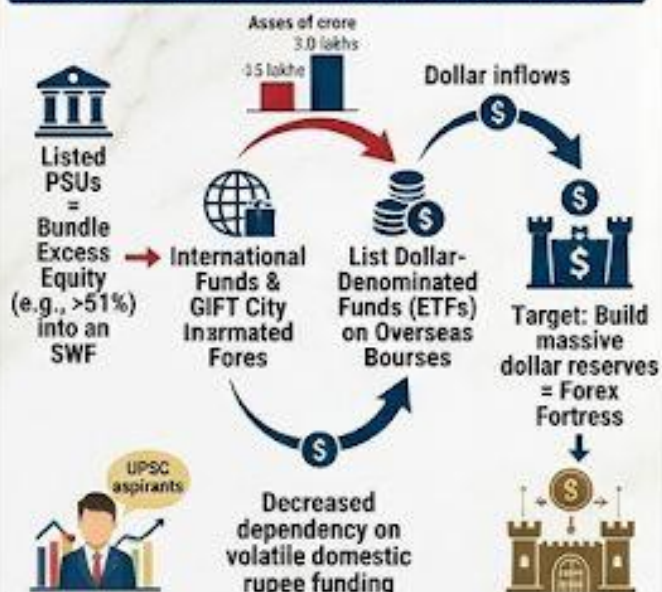 Asses of crore
3.0 lakhs
15 lakhe
Dollar inflows
$
$
$
Listed
PSUs
=
Bundle
Excess
Equity
(e.g., >51%)
into an
SWF
International
Funds &
GIFT City
Inarmated
Fores
$
List Dollar-
Denominated
Funds (ETFs)
on Overseas
Bourses
Target: Build
massive
dollar reserves
= Forex
Fortress
$
UPSC
aspirants
Decreased
dependency on
volatile domestic
rupee funding
$